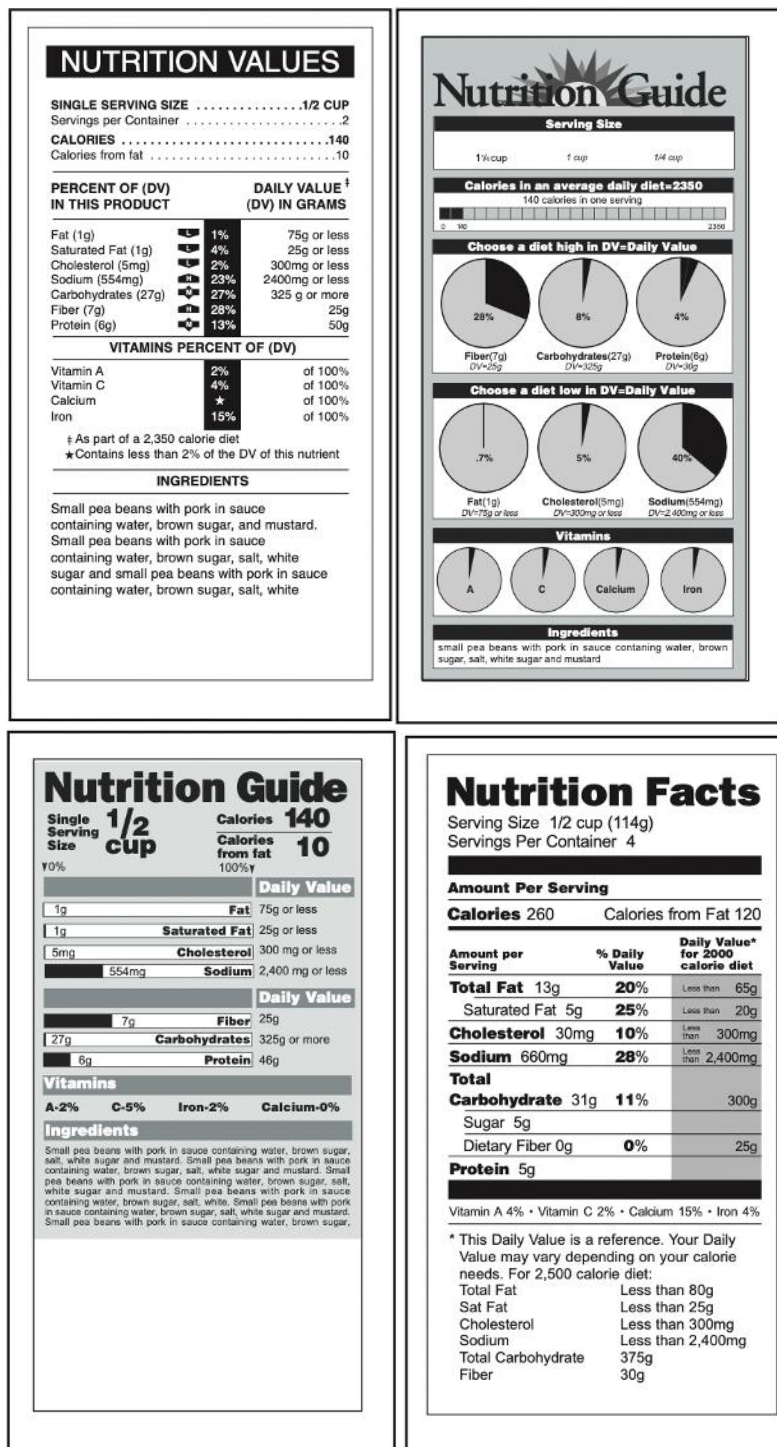 NUTRITION VALUES
SINGLE SERVING SIZE . . . . . . . . . . . . . . .1/2 CUP
Servings per Container . . . . . . . . . . . . . . . . . . . . . .2
CALORIES . . . . . . . . . . . . . . . . . . . . . . . . . . .140
Calories from fat . . . . . . . . . . . . . . . . . . . . . . . . . .10
PERCENT OF (DV) DAILY VALUE ‡
IN THIS PRODUCT (DV) IN GRAMS
Fat (1g) L 1% 75g or less
Saturated Fat (1g) L 4% 25g or less
Cholesterol (5mg) L 2% 300mg or less
Sodium (554mg) H 23% 2400mg or less
Carbohydrates (27g) M 27% 325 g or more
Fiber (7g) H 28% 25g
Protein (6g) M 13% 50g
VITAMINS PERCENT OF (DV)
Vitamin A 2% of 100%
Vitamin C 4% of 100%
Calcium ★ of 100%
Iron 15% of 100%
‡ As part of a 2,350 calorie diet
★Contains less than 2% of the DV of this nutrient
INGREDIENTS
Small pea beans with pork in sauce
containing water, brown sugar, and mustard.
Small pea beans with pork in sauce
containing water, brown sugar, salt, white
sugar and small pea beans with pork in sauce
containing water, brown sugar, salt, white
Nutrition Guide
Serving Size
1¼ cup 1 cup 1/4 cup
Calories in an average daily diet=2350
140 calories in one serving
0 140 2350
Choose a diet high in DV=Daily Value
28% 8% 4%
Fiber(7g) Carbohydrates(27g) Protein(6g)
DV=25g DV=325g DV=30g
Choose a diet low in DV=Daily Value
.7% 5% 40%
Fat(1g) Cholesterol(5mg) Sodium(554mg)
DV=75g or less DV=300mg or less DV=2,400mg or less
Vitamins
A C Calcium Iron
Ingredients
small pea beans with pork in sauce contaning water, brown
sugar, salt, white sugar and mustard
Nutrition Guide
Single Serving Size 1/2 cup Calories 140
Calories from fat 10
0% 100%
Daily Value
1g Fat 75g or less
1g Saturated Fat 25g or less
5mg Cholesterol 300 mg or less
554mg Sodium 2,400 mg or less
Daily Value
7g Fiber 25g
27g Carbohydrates 325g or more
6g Protein 46g
Vitamins
A-2% C-5% Iron-2% Calcium-0%
Ingredients
Small pea beans with pork in sauce containing water, brown sugar,
salt, white sugar and mustard. Small pea beans with pork in sauce
containing water, brown sugar, salt, white sugar and mustard. Small
pea beans with pork in sauce containing water, brown sugar, salt,
white sugar and mustard. Small pea beans with pork in sauce
containing water, brown sugar, salt, white. Small pea beans with pork
in sauce containing water, brown sugar, salt, white sugar and mustard.
Small pea beans with pork in sauce containing water, brown sugar,
Nutrition Facts
Serving Size 1/2 cup (114g)
Servings Per Container 4
Amount Per Serving
Calories 260 Calories from Fat 120
Amount per Serving % Daily Value Daily Value* for 2000 calorie diet
Total Fat 13g 20% Less than 65g
Saturated Fat 5g 25% Less than 20g
Cholesterol 30mg 10% Less than 300mg
Sodium 660mg 28% Less than 2,400mg
Total
Carbohydrate 31g 11% 300g
Sugar 5g
Dietary Fiber 0g 0% 25g
Protein 5g
Vitamin A 4% • Vitamin C 2% • Calcium 15% • Iron 4%
* This Daily Value is a reference. Your Daily
Value may vary depending on your calorie
needs. For 2,500 calorie diet:
Total Fat Less than 80g
Sat Fat Less than 25g
Cholesterol Less than 300mg
Sodium Less than 2,400mg
Total Carbohydrate 375g
Fiber 30g